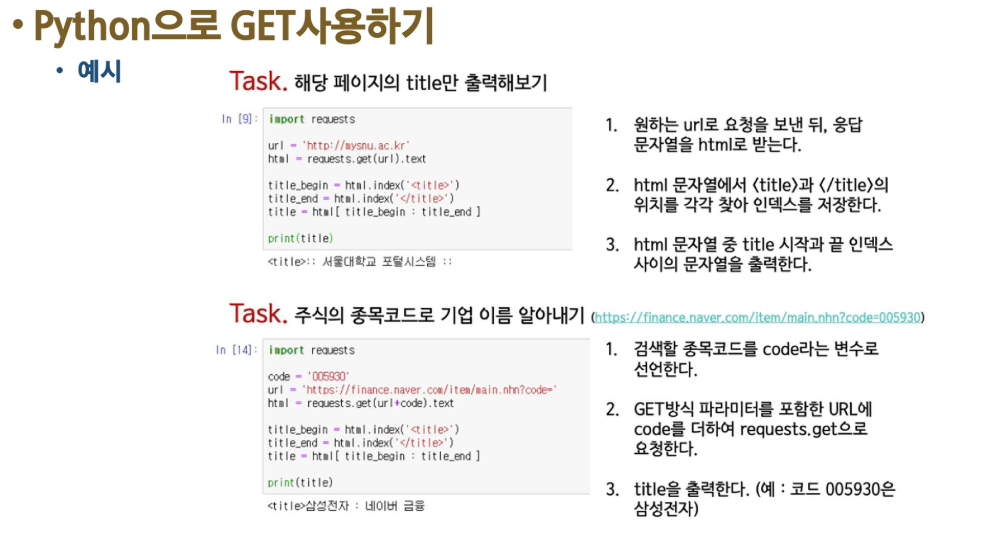 • Python으로 GET사용하기
• 예시
Task. 해당 페이지의 title만 출력해보기
In [9]: import requests
url = 'http://mysnu.ac.kr'
html = requests.get(url).text
title_begin = html.index('<title>')
title_end = html.index('</title>')
title = html[ title_begin : title_end ]
print(title)
<title>:: 서울대학교 포털시스템 ::
1. 원하는 url로 요청을 보낸 뒤, 응답
문자열을 html로 받는다.
2. html 문자열에서 <title>과 </title>의
위치를 각각 찾아 인덱스를 저장한다.
3. html 문자열 중 title 시작과 끝 인덱스
사이의 문자열을 출력한다.
Task. 주식의 종목코드로 기업 이름 알아내기 (https://finance.naver.com/item/main.nhn?code=005930)
In [14]: import requests
code = '005930'
url = 'https://finance.naver.com/item/main.nhn?code='
html = requests.get(url+code).text
title_begin = html.index('<title>')
title_end = html.index('</title>')
title = html[ title_begin : title_end ]
print(title)
<title>삼성전자 : 네이버 금융
1. 검색할 종목코드를 code라는 변수로
선언한다.
2. GET방식 파라미터를 포함한 URL에
code를 더하여 requests.get으로
요청한다.
3. title을 출력한다. (예 : 코드 005930은
삼성전자)